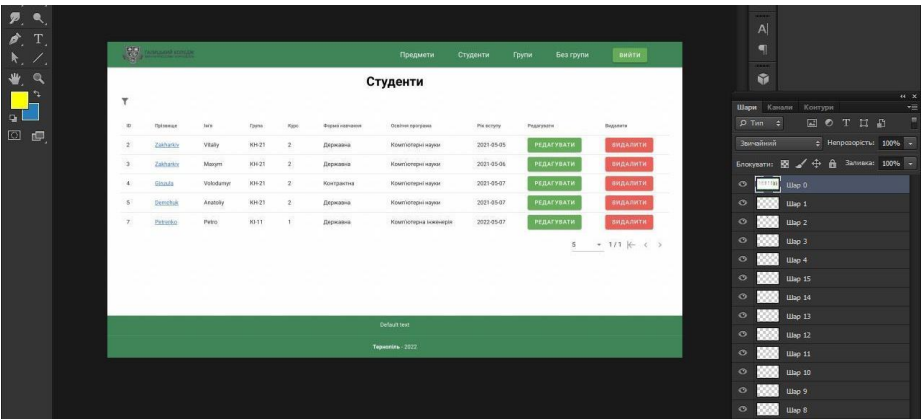 Предмети Студенти Групи Без групи ВИЙТИ
Студенти
ID Прізвище Ім'я Група Курс Форма навчання Освітня програма Рік вступу Редагувати Видалити
2 Zakharkiv Vitaliy КН-21 2 Державна Комп'ютерні науки 2021-05-05 РЕДАГУВАТИ ВИДАЛИТИ
3 Zakharkiv Maxym КН-21 2 Державна Комп'ютерні науки 2021-05-06 РЕДАГУВАТИ ВИДАЛИТИ
4 Volodumyr КН-21 2 Контрактна Комп'ютерні науки 2021-05-07 РЕДАГУВАТИ ВИДАЛИТИ
5 Anatoliy КН-21 2 Державна Комп'ютерні науки 2021-05-07 РЕДАГУВАТИ ВИДАЛИТИ
7 Petrenko Petro КІ-11 1 Державна Комп'ютерна інженерія 2022-05-07 РЕДАГУВАТИ ВИДАЛИТИ
5 1 / 1
Default text
Тернопіль - 2022
Шари Канали Контури
Тип
Звичайний Непрозорість: 100%
Блокувати: Заливка: 100%
Шар 0
Шар 1
Шар 2
Шар 3
Шар 4
Шар 15
Шар 14
Шар 13
Шар 12
Шар 11
Шар 10
Шар 9
Шар 8